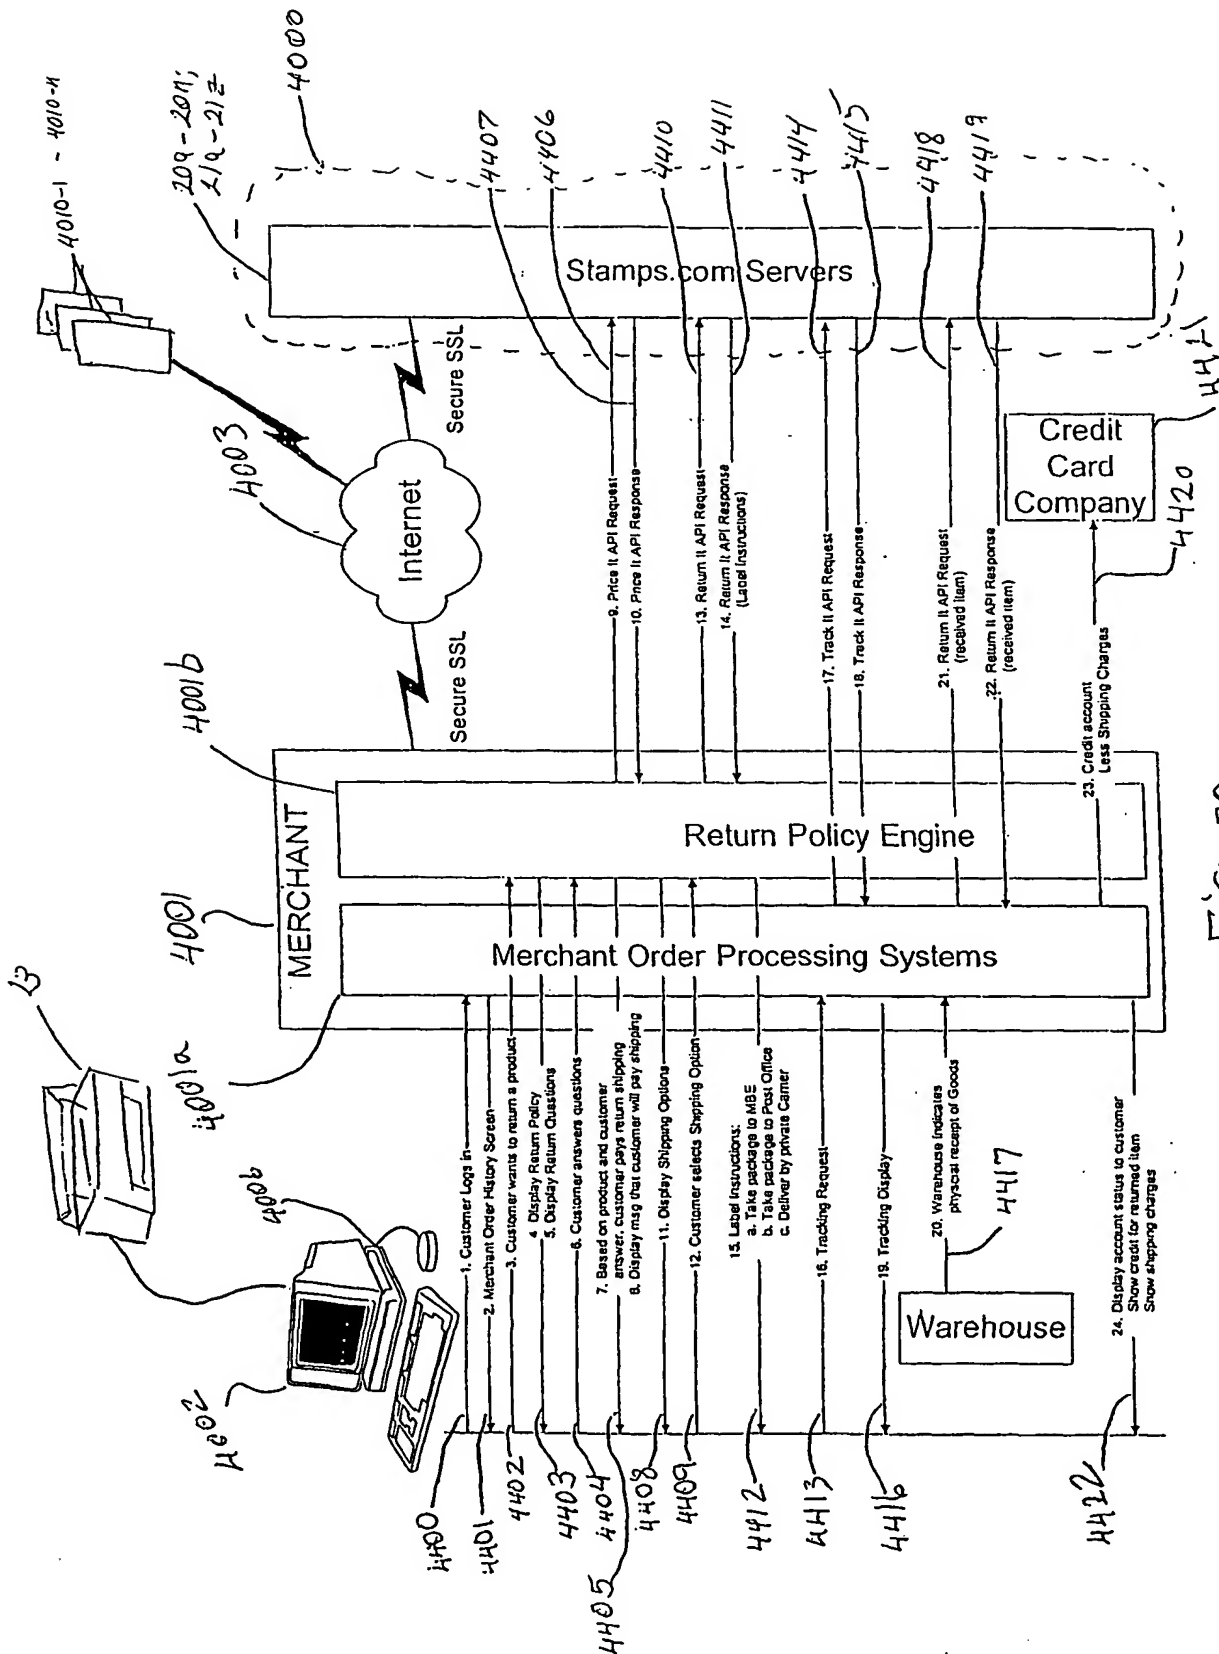 4010-1 - 4010-n
20a-20n;
21a-21z
4000
4003
Internet
Secure SSL
Secure SSL
4001
4001b
4001a
23
4002
4006
MERCHANT
Merchant Order Processing Systems
Return Policy Engine
Stamps.com Servers
4400
1. Customer Logs in
4401
2. Merchant Order History Screen
4402
3. Customer wants to return a product
4403
4. Display Return Policy
5. Display Return Questions
4404
6. Customer answers questions
4405
7. Based on product and customer
answer, customer pays return shipping
8. Display msg that customer will pay shipping
4406
9. Price It API Request
4407
10. Price It API Response
4408
11. Display Shipping Options
4409
12. Customer selects Shipping Option
4410
13. Return It API Request
4411
14. Return It API Response
(Label Instructions)
4412
15. Label Instructions:
a. Take package to MBE
b. Take package to Post Office
c. Deliver by private Carrier
4413
16. Tracking Request
4414
17. Track It API Request
4415
18. Track It API Response
4416
19. Tracking Display
4417
20. Warehouse Indicates
physical receipt of Goods
Warehouse
4418
21. Return It API Request
(received item)
4419
22. Return It API Response
(received item)
4420
23. Credit account
Less Shipping Charges
4421
Credit
Card
Company
4422
24. Display account status to customer
Show credit for returned item
Show shipping charges